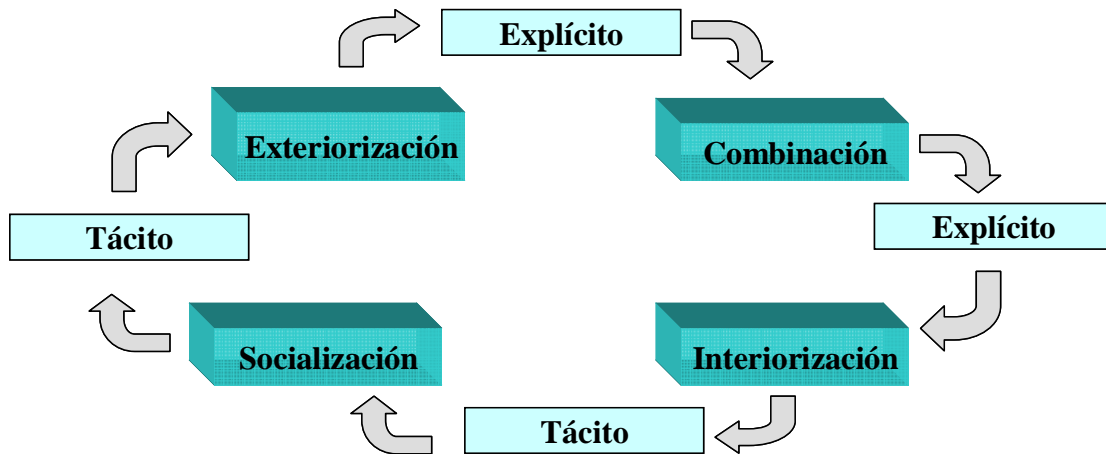 Explícito
Exteriorización
Combinación
Tácito
Explícito
Socialización
Interiorización
Tácito